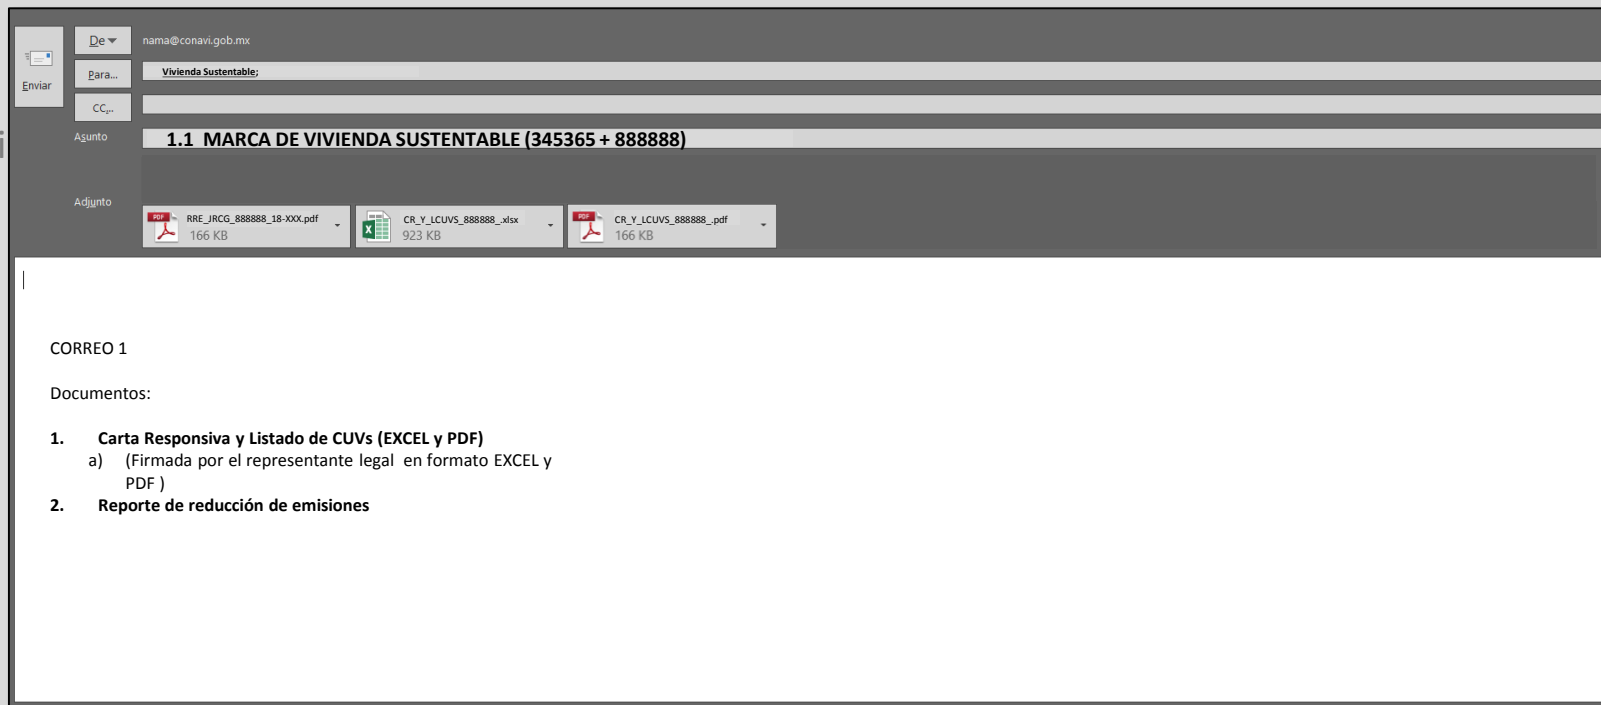 De
nama@conavi.gob.mx
Enviar
Para...
Vivienda Sustentable;
CC...
Asunto
1.1 MARCA DE VIVIENDA SUSTENTABLE (345365 + 888888)
Adjunto
PDF
RRE_JRCG_888888_18-XXX.pdf
166 KB
CR_Y_LCUVS_888888_.xlsx
923 KB
PDF
CR_Y_LCUVS_888888_.pdf
166 KB
CORREO 1
Documentos:
1. Carta Responsiva y Listado de CUVs (EXCEL y PDF)
a) (Firmada por el representante legal en formato EXCEL y
PDF )
2. Reporte de reducción de emisiones